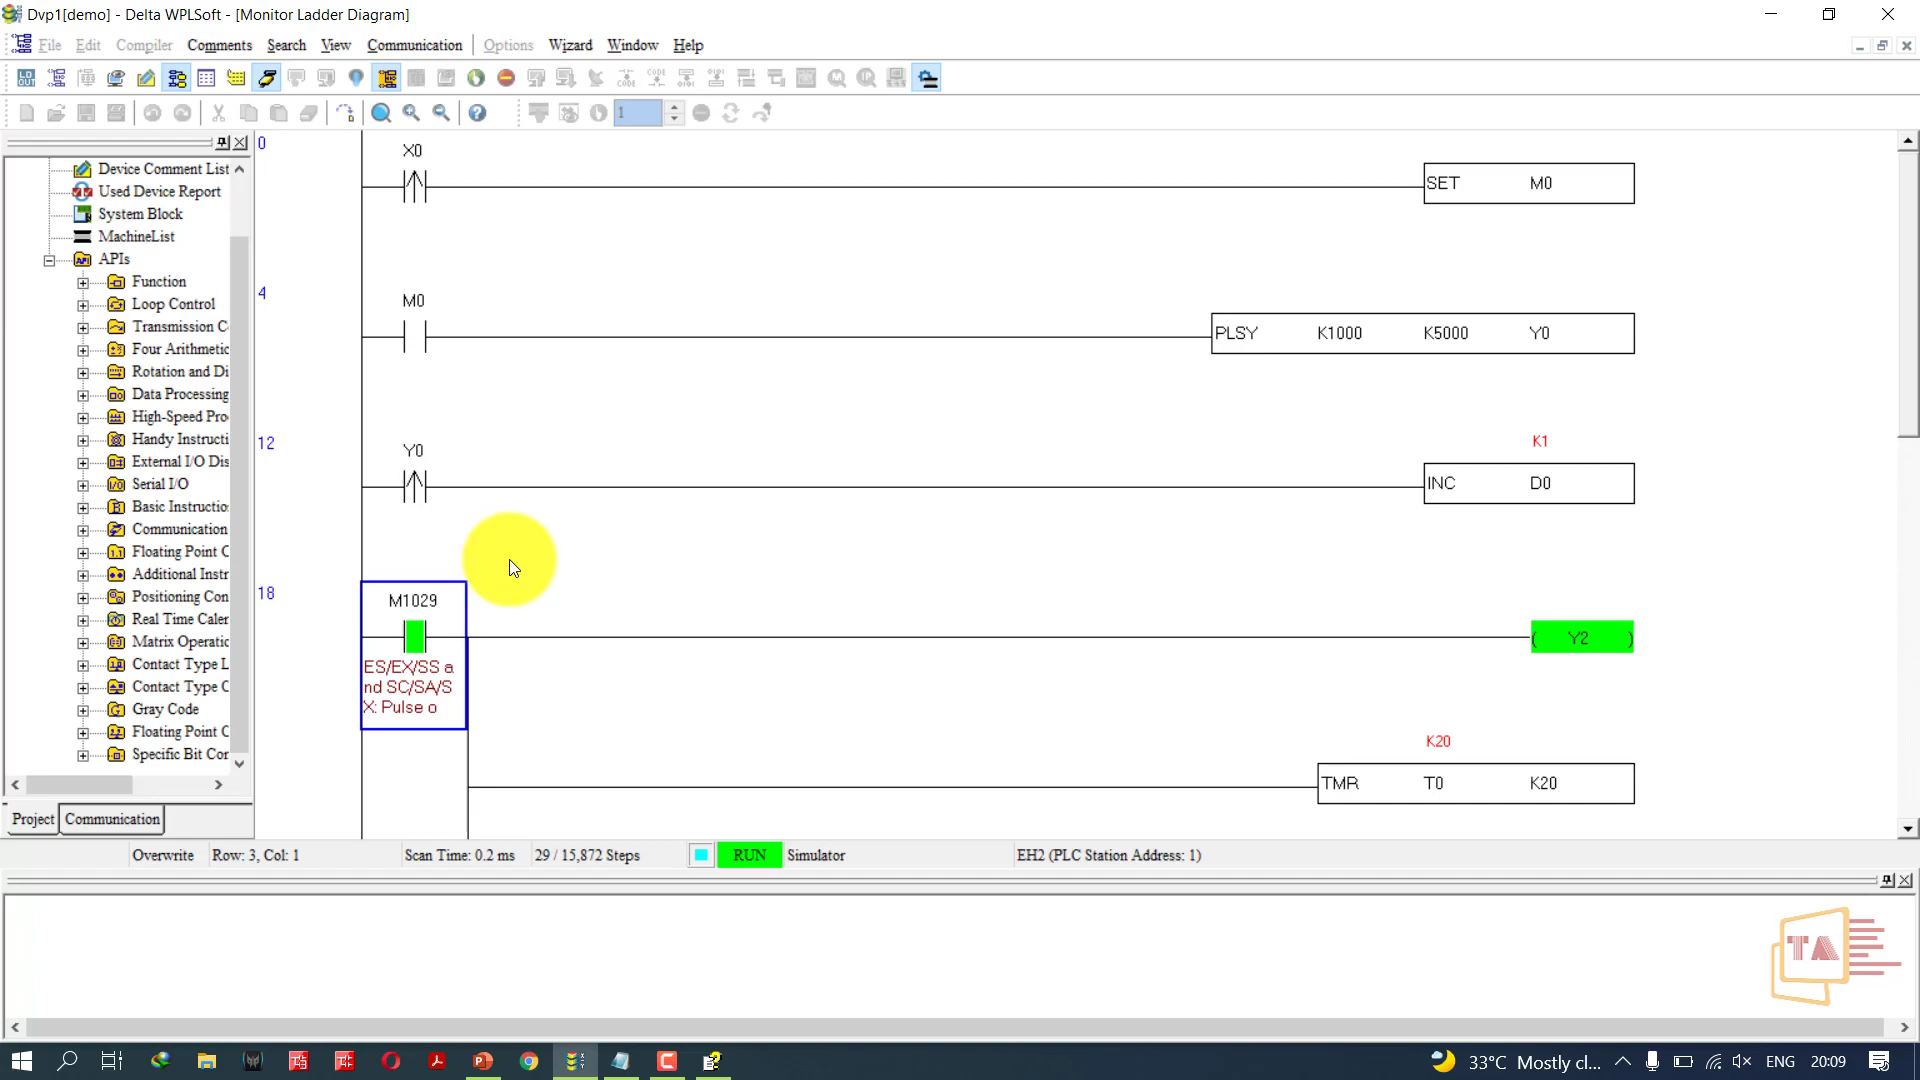 Dvp1[demo] - Delta WPLSoft - [Monitor Ladder Diagram]
File Edit Compiler Comments Search View Communication Options Wizard Window Help
1
Device Comment List
Used Device Report
System Block
MachineList
APIs
Function
Loop Control
Transmission C
Four Arithmetic
Rotation and Di
Data Processing
High-Speed Pro
Handy Instructi
External I/O Dis
Serial I/O
Basic Instructio
Communication
Floating Point C
Additional Instr
Positioning Con
Real Time Caler
Matrix Operatio
Contact Type L
Contact Type C
Gray Code
Floating Point C
Specific Bit Cor
Project Communication
0
X0
SET M0
4
M0
PLSY K1000 K5000 Y0
12
Y0
K1
INC D0
18
M1029
Y2
ES/EX/SS a
nd SC/SA/S
X: Pulse o
K20
TMR T0 K20
Overwrite Row: 3, Col: 1 Scan Time: 0.2 ms 29 / 15,872 Steps RUN Simulator EH2 (PLC Station Address: 1)
TA
33°C Mostly cl... ENG 20:09